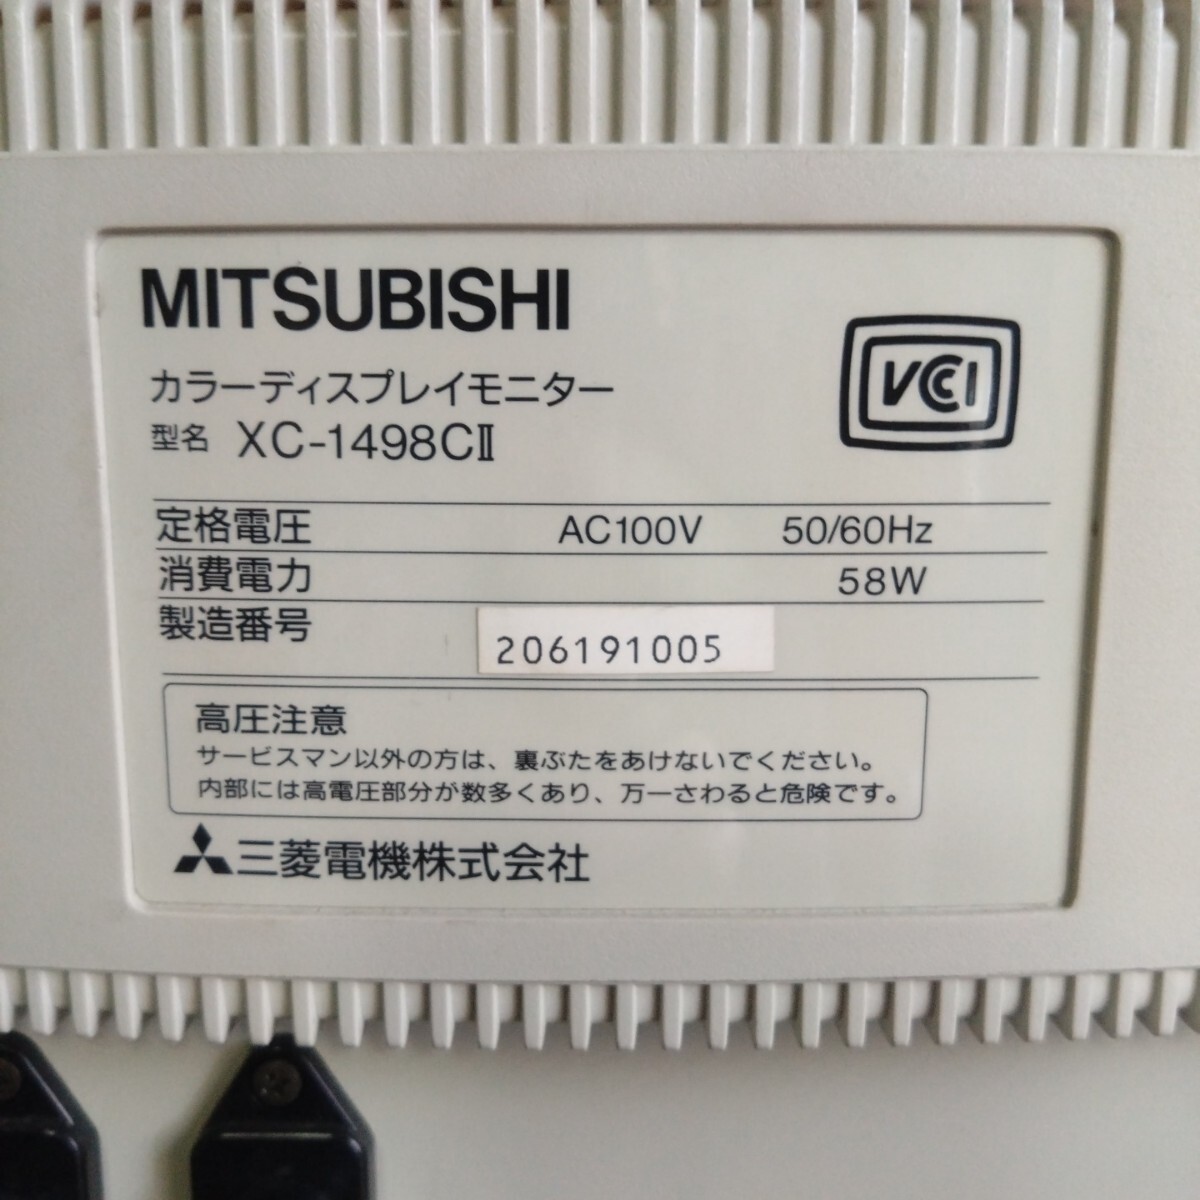 MITSUBISHI
カラーディスプレイモニター
型名 XC-1498CⅡ
VCCI
定格電圧 AC100V 50/60Hz
消費電力 58W
製造番号 206191005
高圧注意
サービスマン以外の方は、裏ぶたをあけないでください。
内部には高電圧部分が数多くあり、万一さわると危険です。
三菱電機株式会社